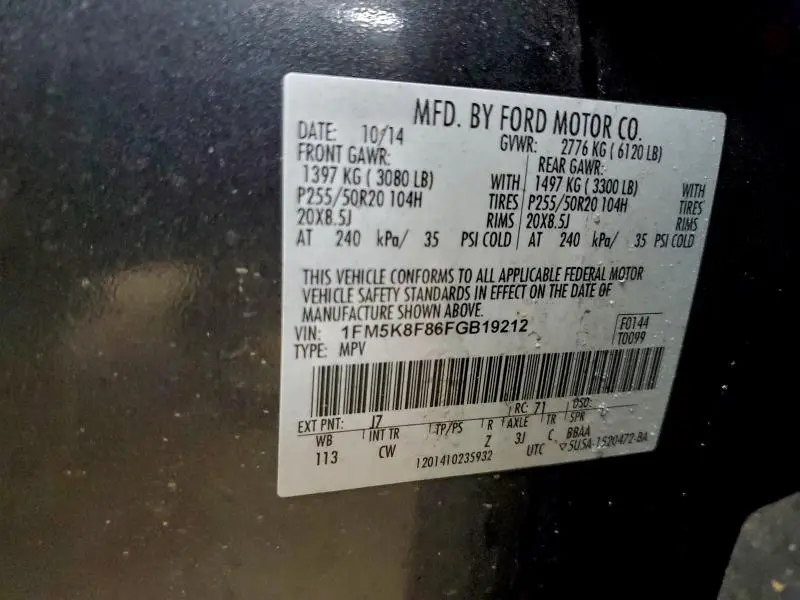 MFD. BY FORD MOTOR CO.
DATE: 10/14 GVWR: 2776 KG ( 6120 LB)
FRONT GAWR: REAR GAWR:
1397 KG ( 3080 LB) WITH 1497 KG ( 3300 LB) WITH
P255/50R20 104H TIRES P255/50R20 104H TIRES
20X8.5J RIMS 20X8.5J RIMS
AT 240 kPa/ 35 PSI COLD AT 240 kPa/ 35 PSI COLD
THIS VEHICLE CONFORMS TO ALL APPLICABLE FEDERAL MOTOR
VEHICLE SAFETY STANDARDS IN EFFECT ON THE DATE OF
MANUFACTURE SHOWN ABOVE.
VIN: 1FM5K8F86FGB19212 F0144
TYPE: MPV T0099
EXT PNT: J7 RC: 71 DSO:
WB INT TR TP/PS R AXLE TR SPR
113 CW Z 3J C BBAA
1201410235932 UTC 5U5A-1520472-BA